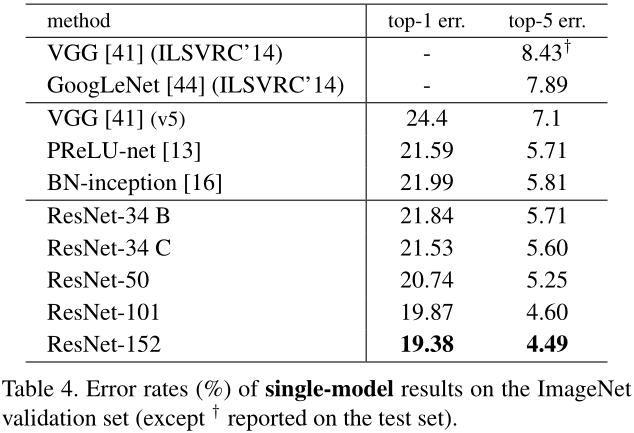 method top-1 err. top-5 err.
VGG [41] (ILSVRC’14) - 8.43†
GoogLeNet [44] (ILSVRC’14) - 7.89
VGG [41] (v5) 24.4 7.1
PReLU-net [13] 21.59 5.71
BN-inception [16] 21.99 5.81
ResNet-34 B 21.84 5.71
ResNet-34 C 21.53 5.60
ResNet-50 20.74 5.25
ResNet-101 19.87 4.60
ResNet-152 19.38 4.49
Table 4. Error rates (%) of single-model results on the ImageNet
validation set (except † reported on the test set).